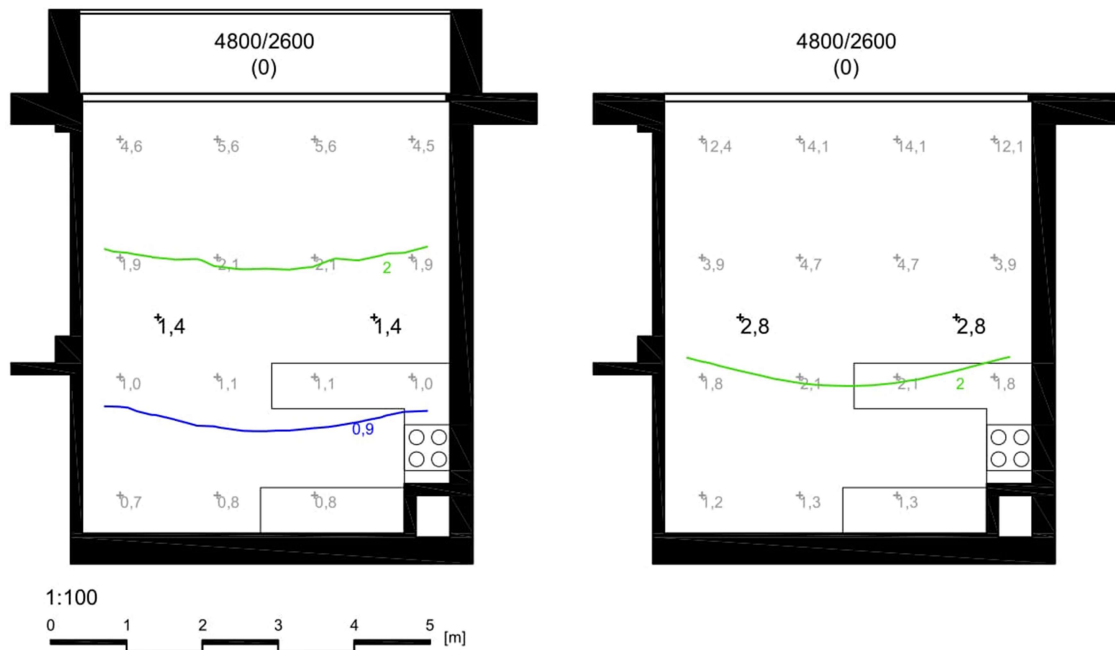 4800/2600
(0)
4,6 5,6 5,6 4,5
1,9 2,1 2,1 1,9
2
1,4 1,4
1,0 1,1 1,1 1,0
0,9
0,7 0,8 0,8
4800/2600
(0)
12,4 14,1 14,1 12,1
3,9 4,7 4,7 3,9
2,8 2,8
1,8 2,1 2,1 1,8
2
1,2 1,3 1,3
1:100
0 1 2 3 4 5 [m]